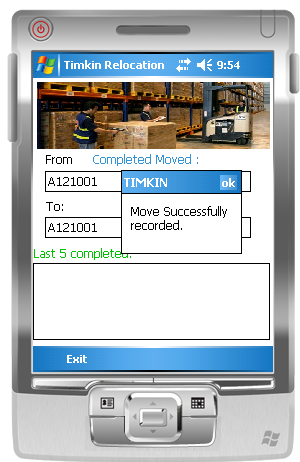 Timkin Relocation 9:54
From Completed Moved :
A121001
TIMKIN ok
Move Successfully
recorded.
To:
A121001
Last 5 completed:
Exit